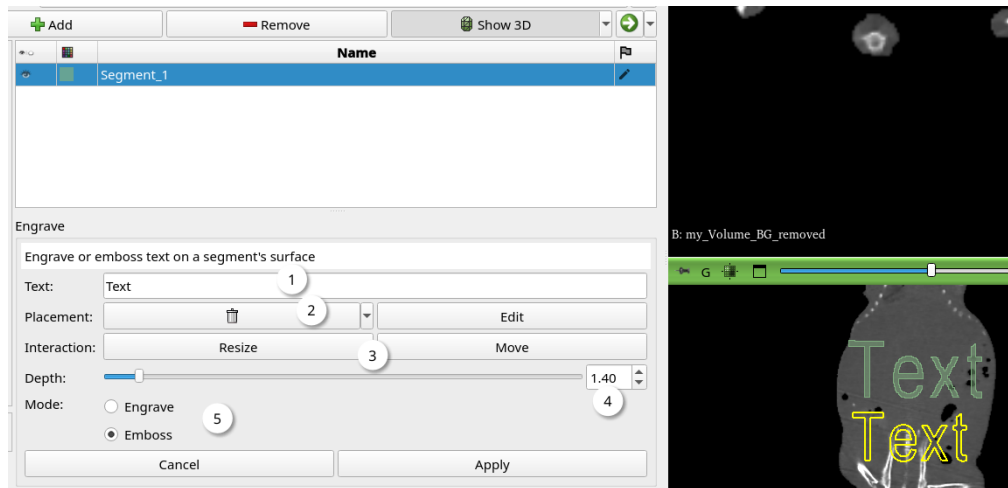 Add Remove Show 3D
Name
Segment_1
Engrave
Engrave or emboss text on a segment's surface
Text: Text 1
Placement: 2 Edit
Interaction: Resize 3 Move
Depth: 1.40
4
Mode: Engrave 5
Emboss
Cancel Apply
B: my_Volume_BG_removed
G
Text
Text